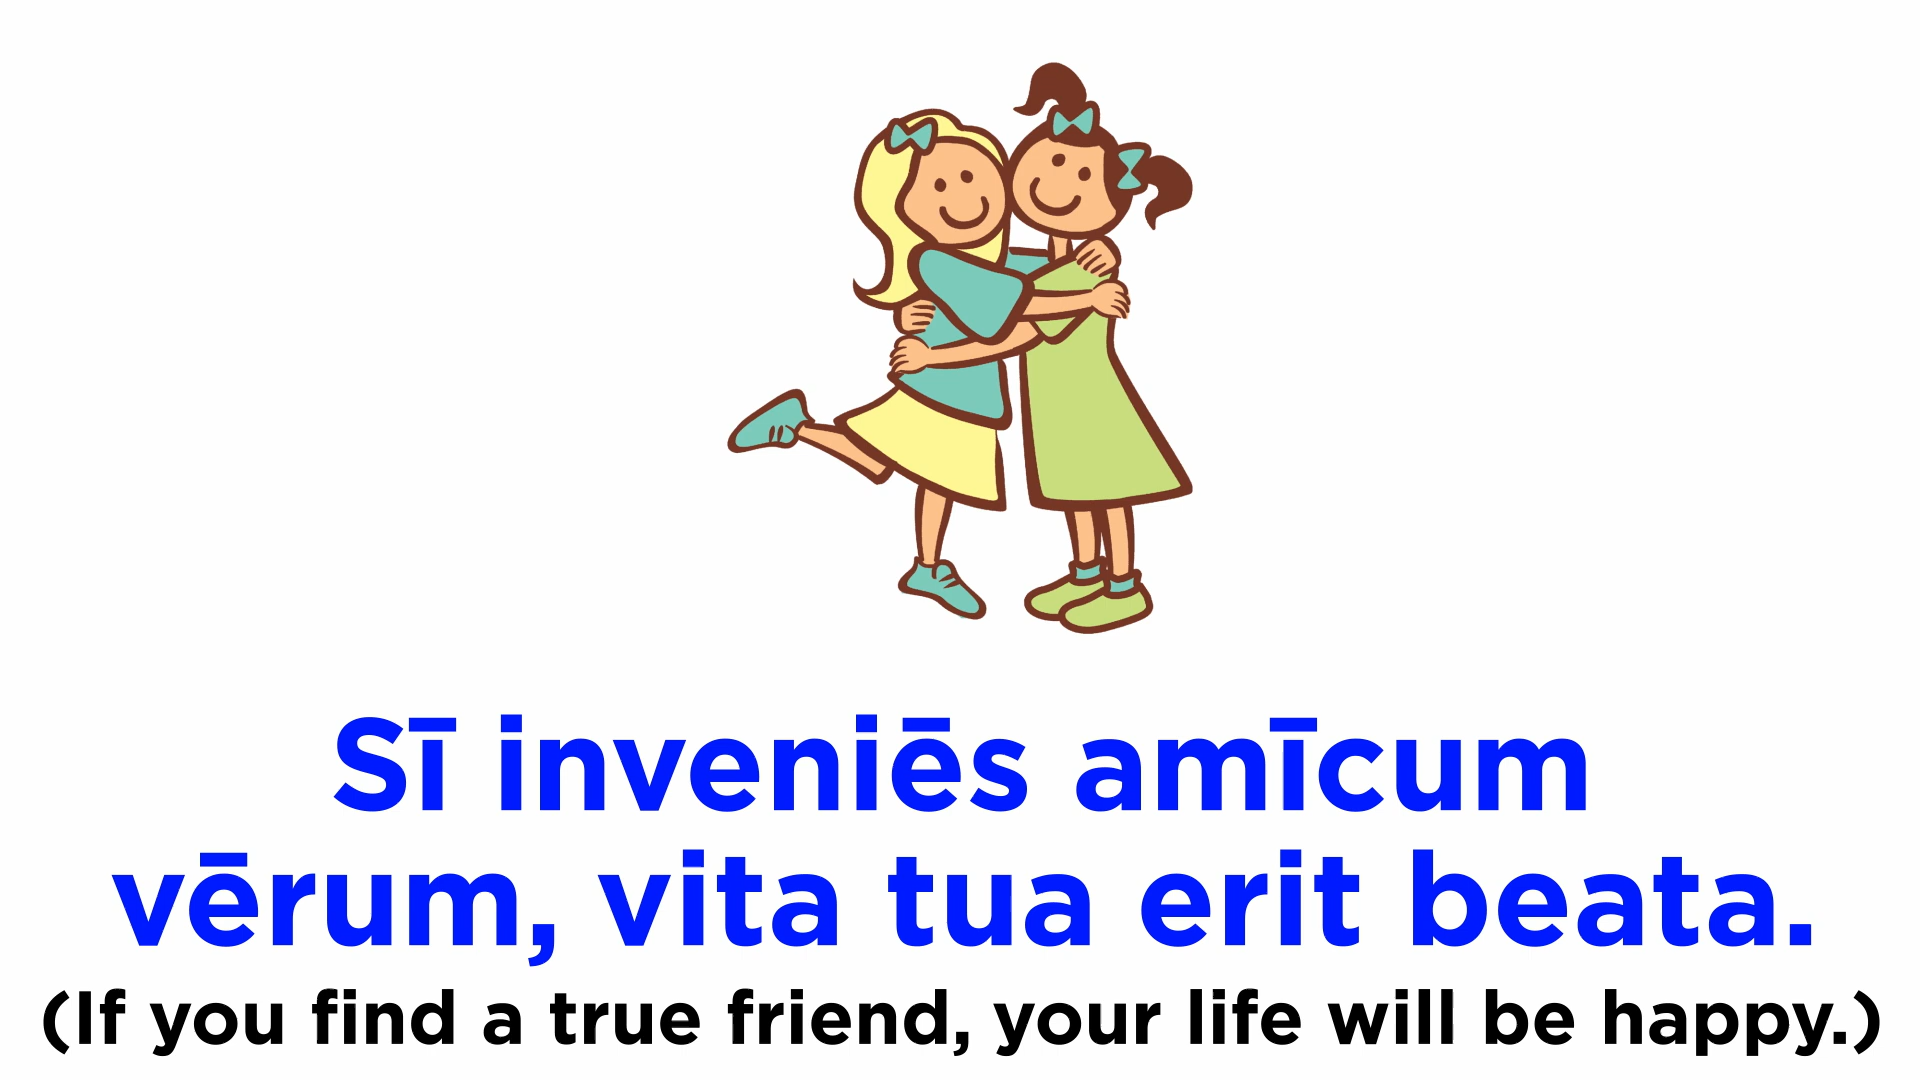 Sī inveniēs amīcum
vērum, vita tua erit beata.
(If you find a true friend, your life will be happy.)